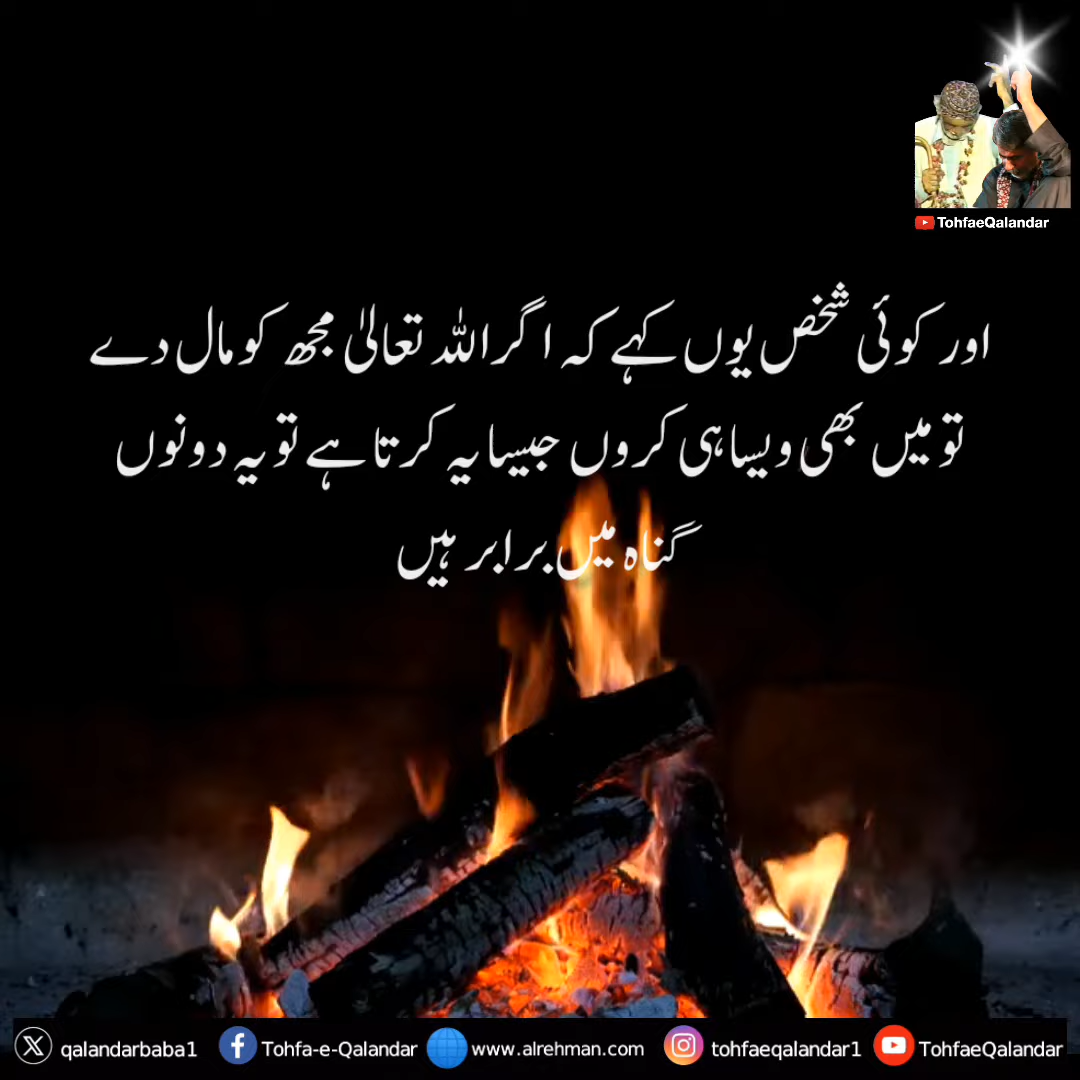 TohfaeQalandar
اور کوئی شخص یوں کہے کہ اگر اللہ تعالیٰ مجھ کو مال دے
تو میں بھی ویسا ہی کروں جیسا یہ کرتا ہے تو یہ دونوں
گناہ میں برابر ہیں
qalandarbaba1 Tohfa-e-Qalandar www.alrehman.com tohfaeqalandar1 TohfaeQalandar